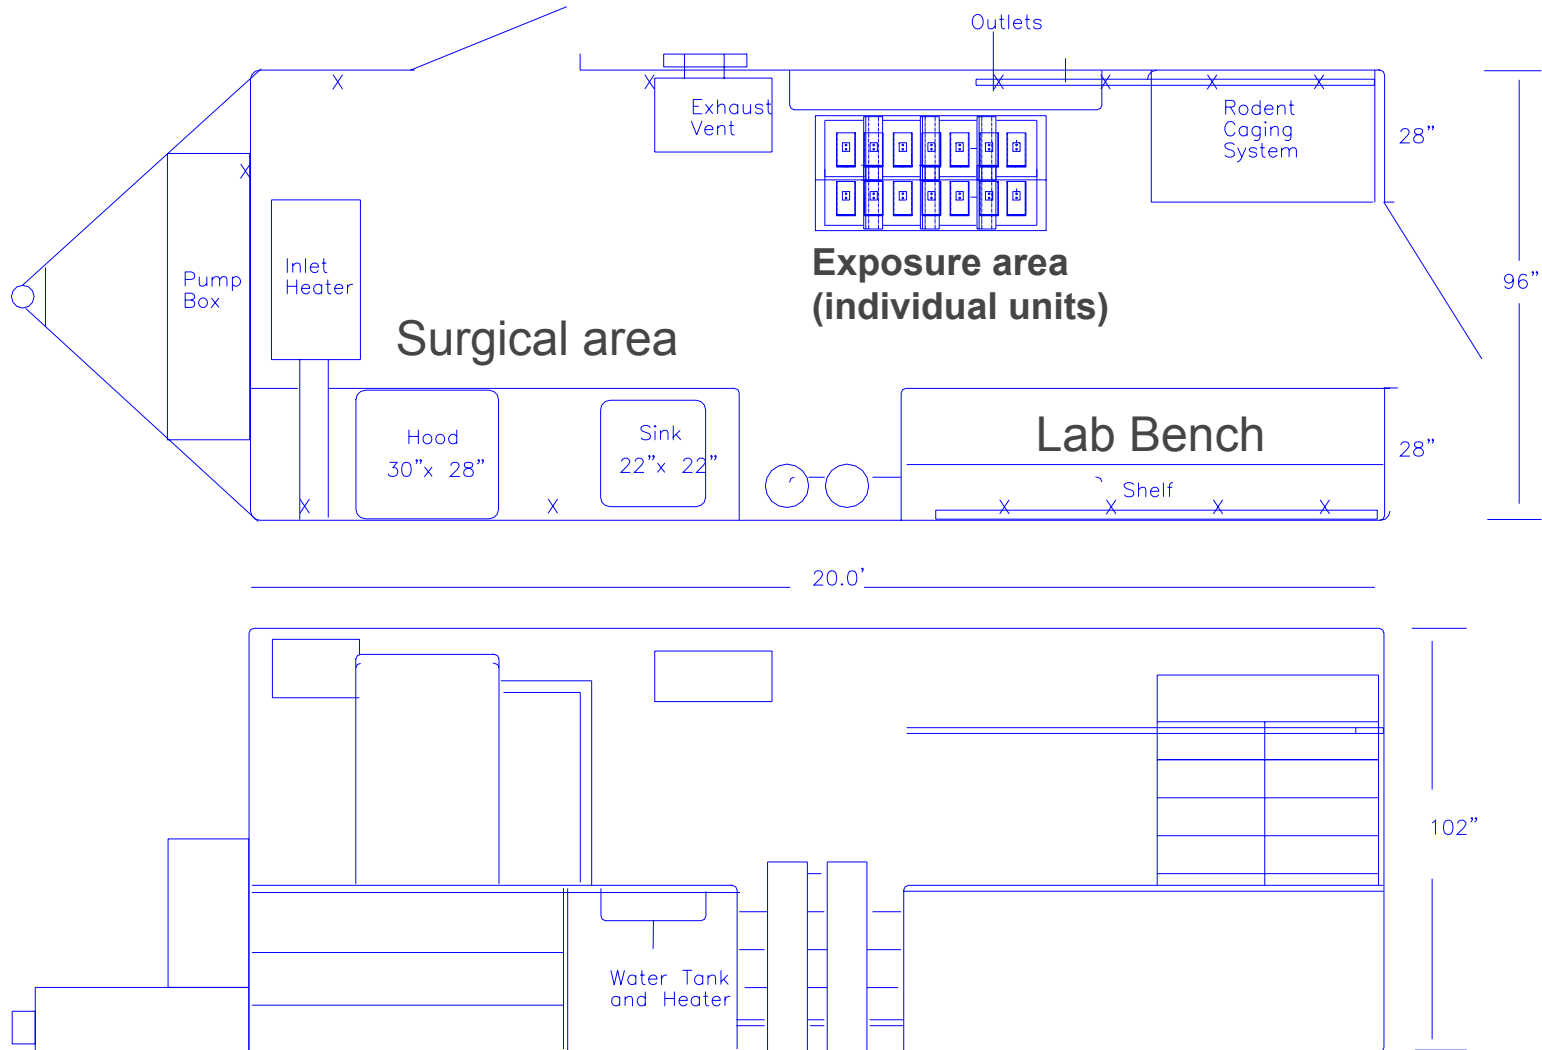 Outlets
Exhaust
Vent
Rodent
Caging
System
28”
Exposure area
(individual units)
96”
Pump
Box
Inlet
Heater
Surgical area
Hood
30”x 28”
Sink
22”x 22”
Lab Bench
28”
Shelf
X
X
X
X
X
X
X
X
X
X
X
X
X
20.0’
102”
Water Tank
and Heater